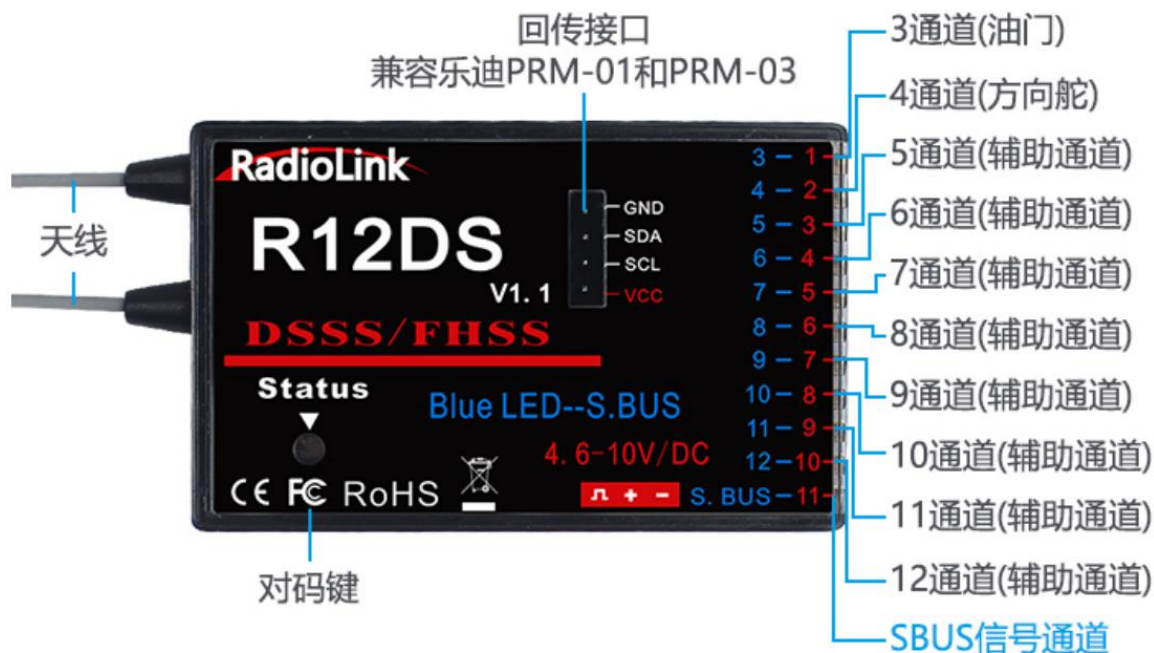 回传接口
兼容乐迪PRM-01和PRM-03
天线
RadioLink
R12DS
V1.1
DSSS/FHSS
GND
SDA
SCL
VCC
Status
Blue LED--S.BUS
4.6-10V/DC
CE FC RoHS
+ -
3 - 1
4 - 2
5 - 3
6 - 4
7 - 5
8 - 6
9 - 7
10 - 8
11 - 9
12 - 10
S.BUS - 11
3通道(油门)
4通道(方向舵)
5通道(辅助通道)
6通道(辅助通道)
7通道(辅助通道)
8通道(辅助通道)
9通道(辅助通道)
10通道(辅助通道)
11通道(辅助通道)
12通道(辅助通道)
SBUS信号通道
对码键